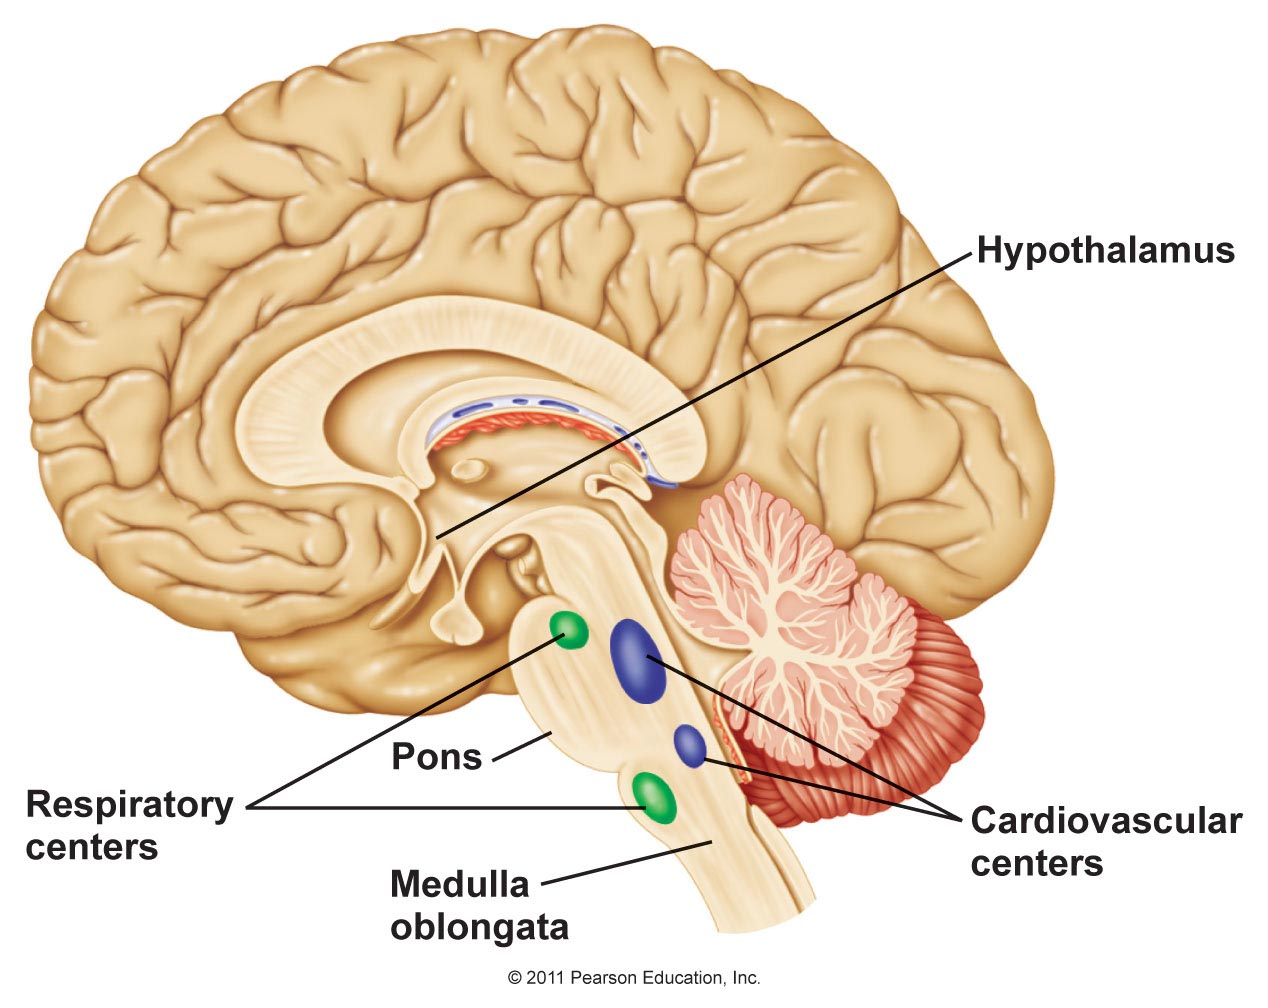 Hypothalamus
Pons
Respiratory
centers
Cardiovascular
centers
Medulla
oblongata
© 2011 Pearson Education, Inc.